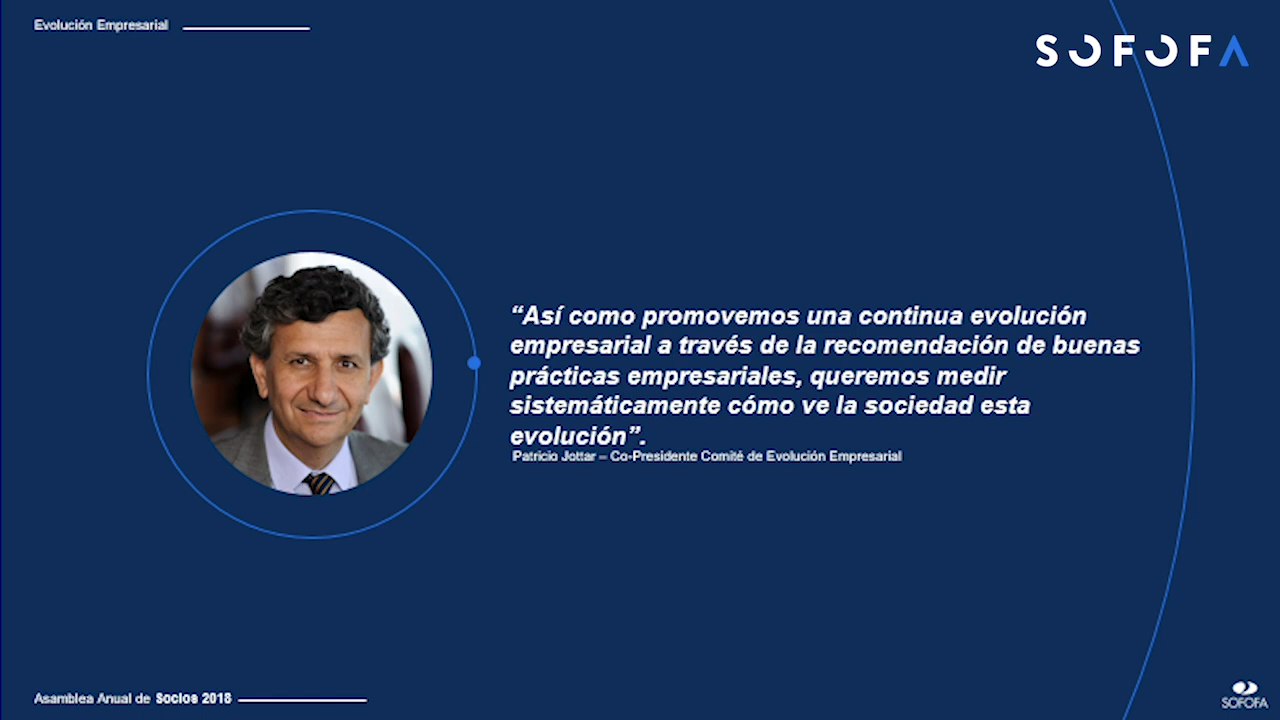 Evolución Empresarial
SOFOFA
“Así como promovemos una continua evolución
empresarial a través de la recomendación de buenas
prácticas empresariales, queremos medir
sistemáticamente cómo ve la sociedad esta
evolución”.
Patricio Jottar – Co-Presidente Comité de Evolución Empresarial
Asamblea Anual de Socios 2018
SOFOFA